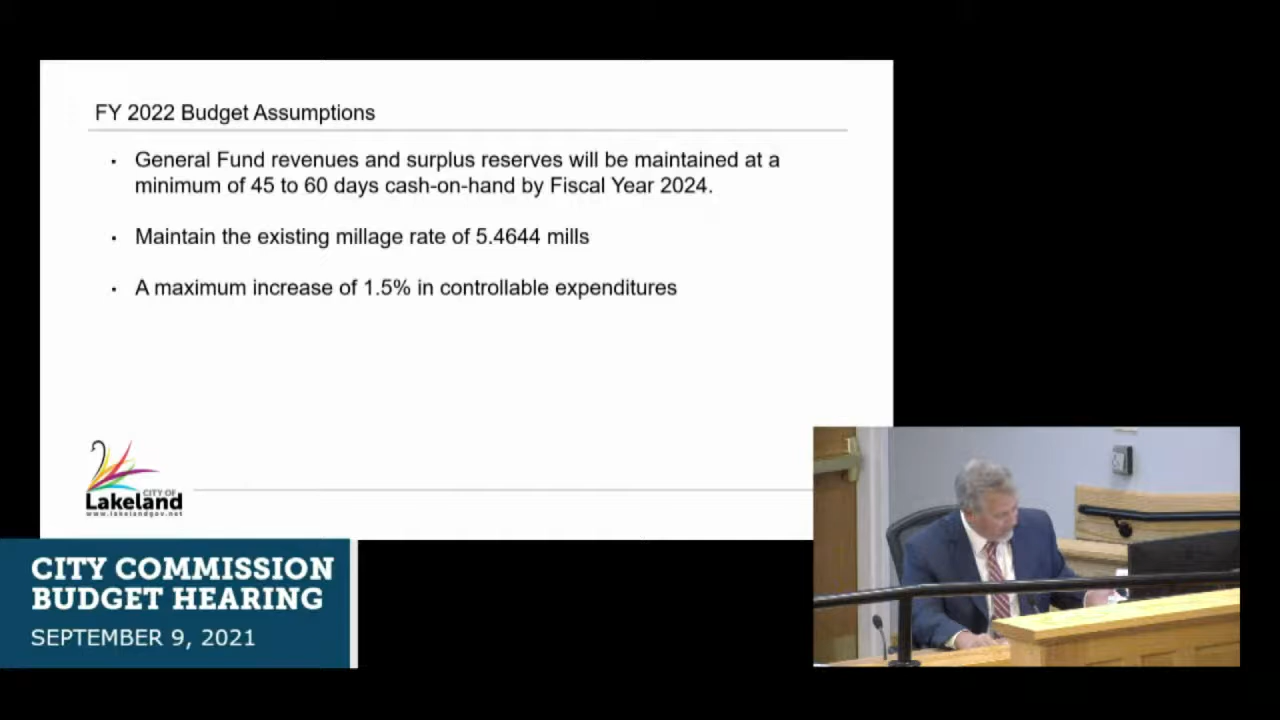 FY 2022 Budget Assumptions
• General Fund revenues and surplus reserves will be maintained at a
minimum of 45 to 60 days cash-on-hand by Fiscal Year 2024.
• Maintain the existing millage rate of 5.4644 mills
• A maximum increase of 1.5% in controllable expenditures
CITY OF
Lakeland
www.lakelandgov.net
CITY COMMISSION
BUDGET HEARING
SEPTEMBER 9, 2021